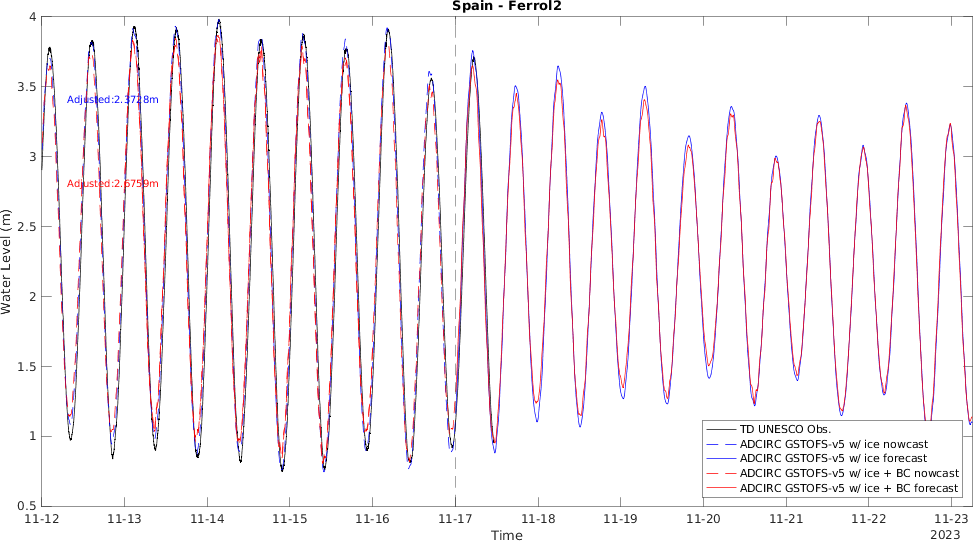 Spain - Ferrol2
4
3.5
3
2.5
2
1.5
1
0.5
Water Level (m)
Adjusted:2.3728m
Adjusted:2.6759m
TD UNESCO Obs.
ADCIRC GSTOFS-v5 w/ ice nowcast
ADCIRC GSTOFS-v5 w/ ice forecast
ADCIRC GSTOFS-v5 w/ ice + BC nowcast
ADCIRC GSTOFS-v5 w/ ice + BC forecast
11-12 11-13 11-14 11-15 11-16 11-17 11-18 11-19 11-20 11-21 11-22 11-23
Time
2023